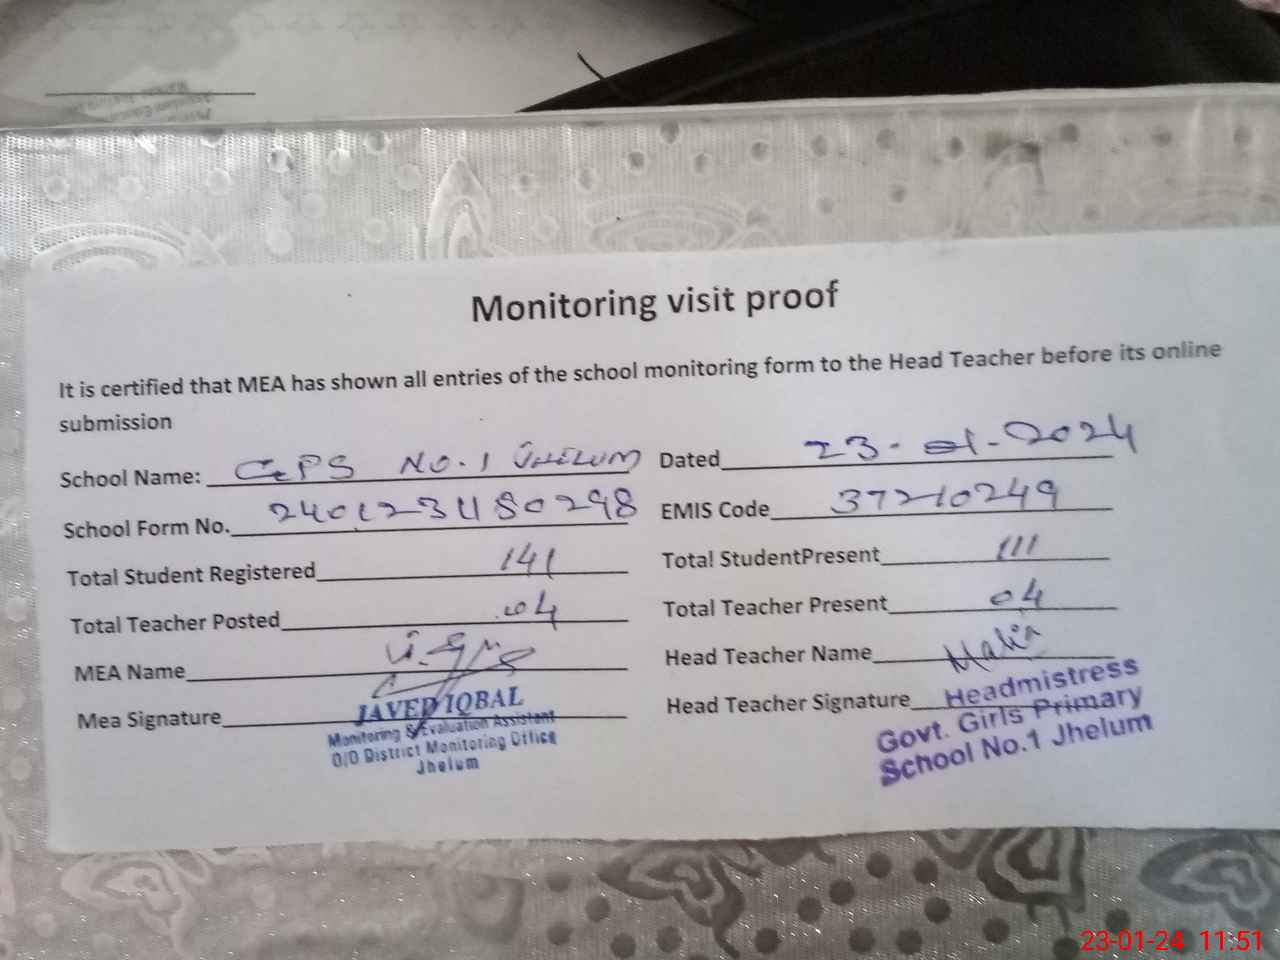 Monitoring visit proof
It is certified that MEA has shown all entries of the school monitoring form to the Head Teacher before its online
submission
School Name: GPS NO.1 JHELUM Dated 23-01-2024
School Form No. EMIS Code 37210249
Total Student Registered 141 Total StudentPresent 111
Total Teacher Posted 04 Total Teacher Present 04
MEA Name Head Teacher Name
Mea Signature Head Teacher Signature
JAVED IQBAL
Monitoring & Evaluation Assistant
O/O District Monitoring Office
Jhelum
Headmistress
Govt. Girls Primary
School No.1 Jhelum
23-01-24 11:51